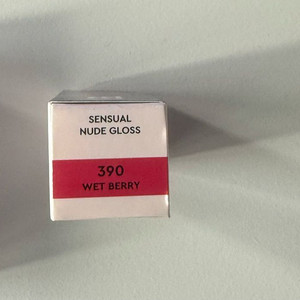 SENSUAL
NUDE GLOSS
390
WET BERRY